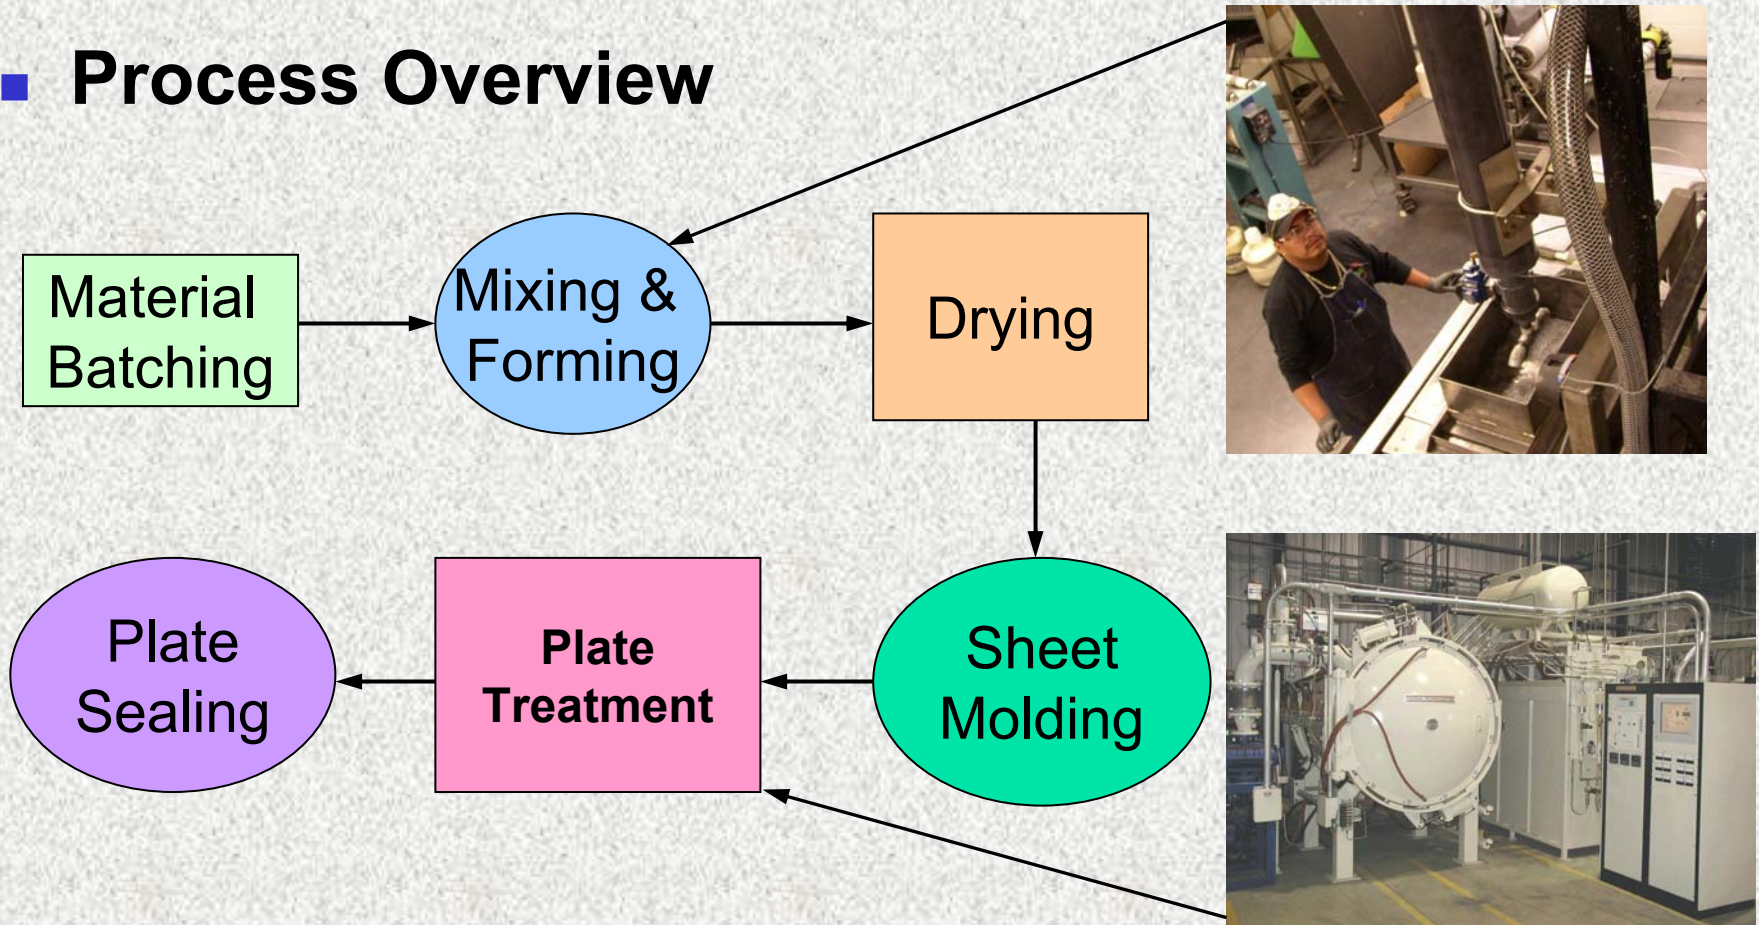 Process Overview
Material
Batching
Mixing &
Forming
Drying
Sheet
Molding
Plate
Treatment
Plate
Sealing